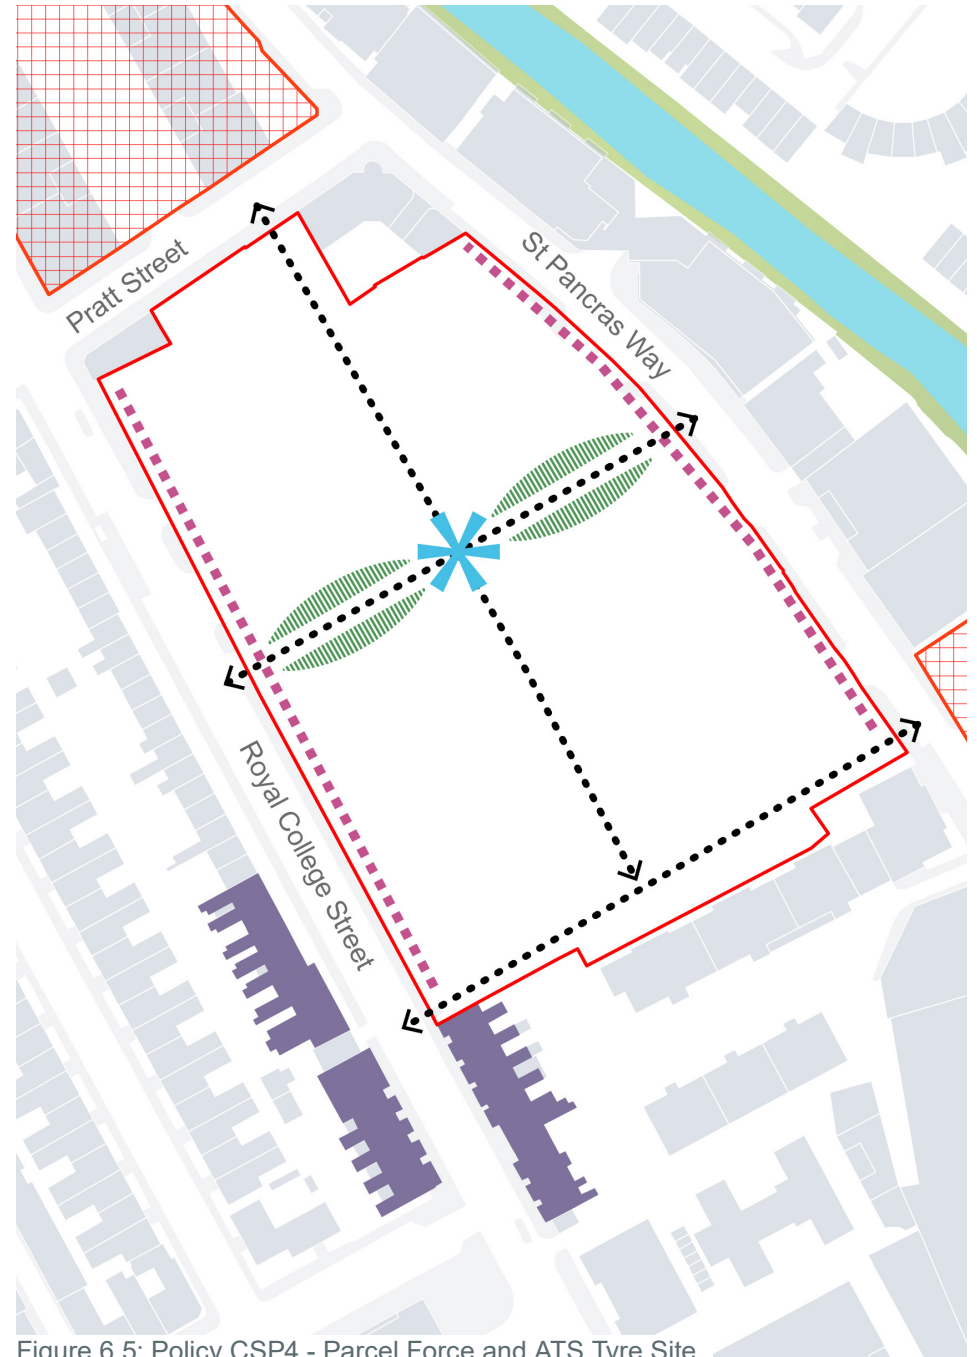 Pratt Street
St Pancras Way
Royal College Street
Figure 6.5: Policy CSP4 - Parcel Force and ATS Tyre Site